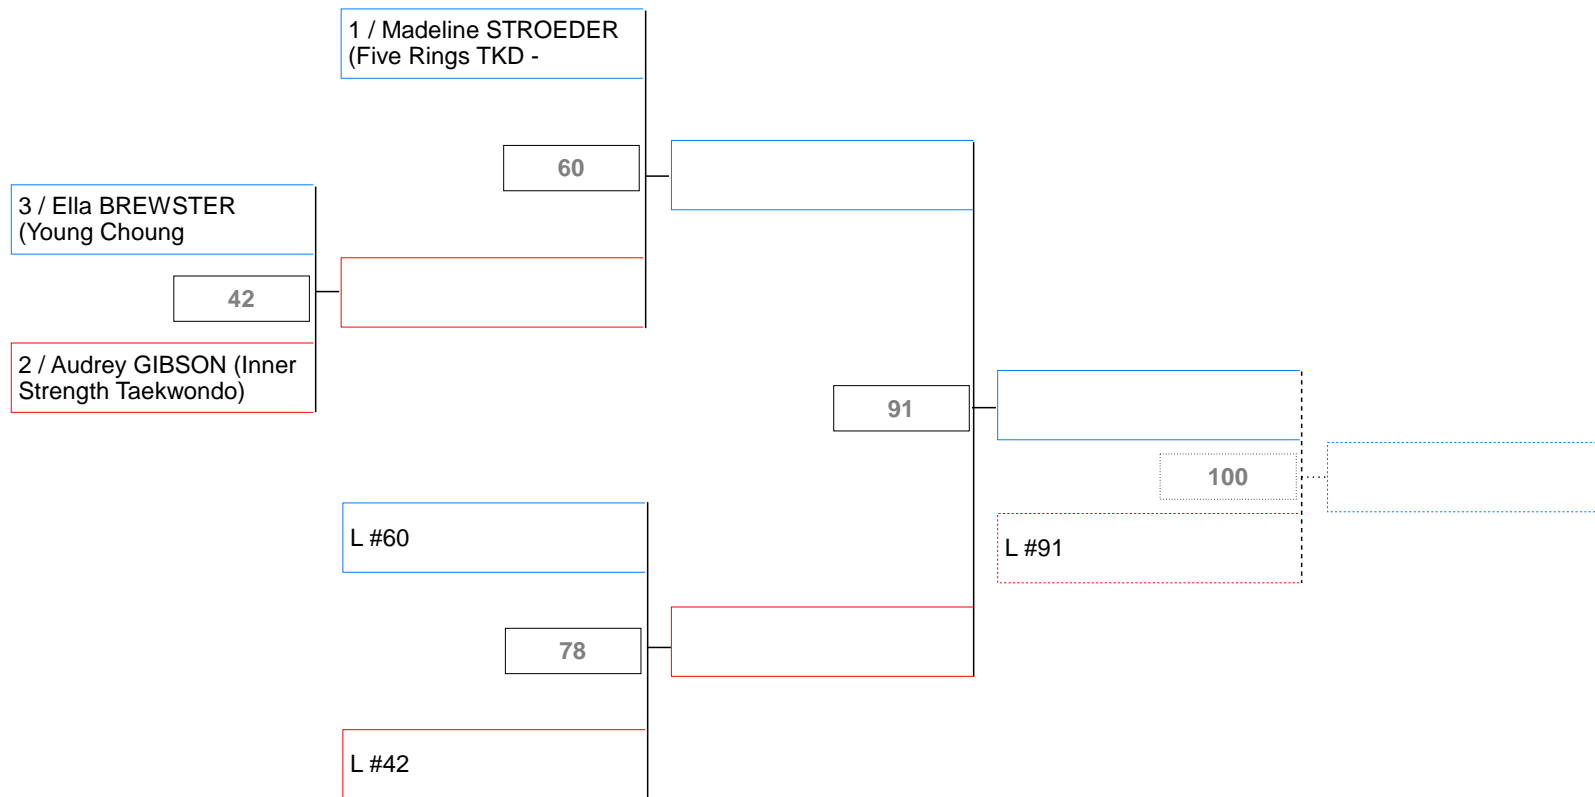 1 / Madeline STROEDER
(Five Rings TKD -
60
3 / Ella BREWSTER
(Young Choung
42
2 / Audrey GIBSON (Inner
Strength Taekwondo)
91
100
L #60
L #91
78
L #42